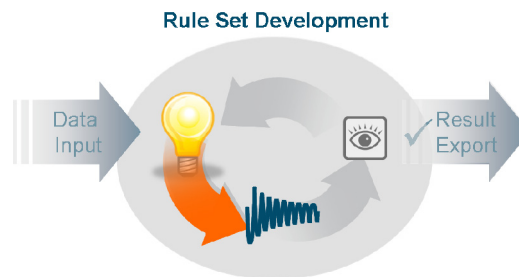 Rule Set Development
Data
Input
Result
Export